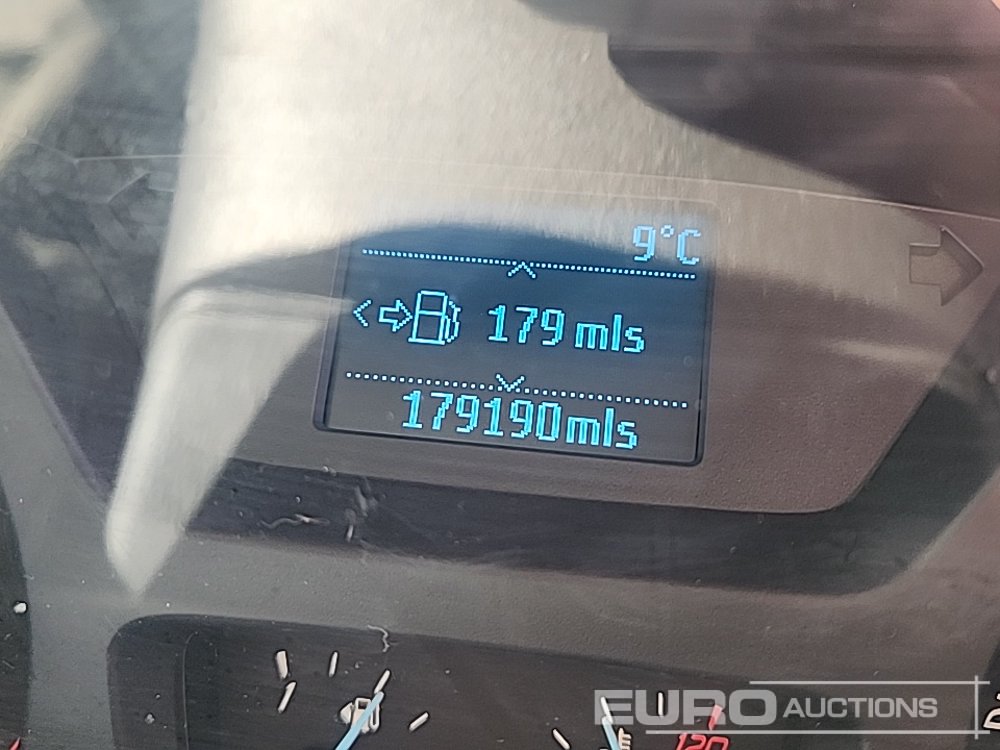 9°C
179 mls
179190mls
120
EURO AUCTIONS